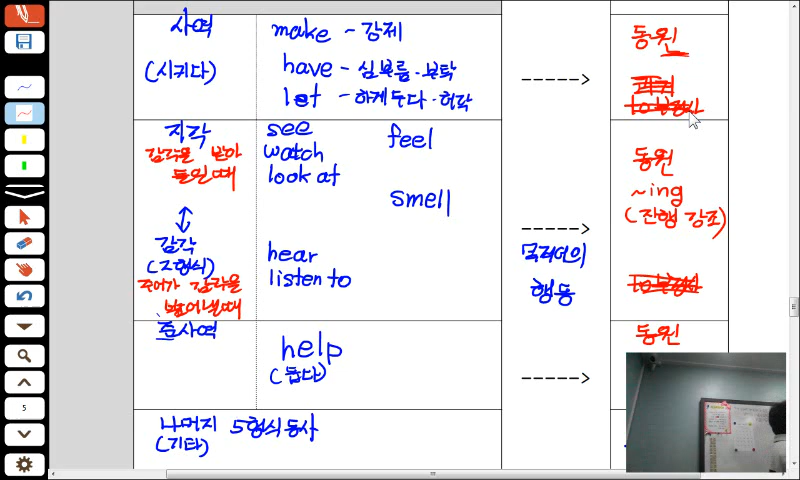 사역
(시키다)
make ~ 강제
have - 심부름·부탁
let - 하게 두다·허락
----->
동원
과거
to부정사
지각
감각을 받아
들일때
see
watch
look at
feel
smell
hear
listen to
↕
감각
(2형식)
주어가 감각을
뿜어낼때
----->
목적어의
행동
동원
~ing
(진행 강조)
to부정사
준사역
help
(돕다)
----->
동원
나머지 5형식동사
(기타)
5